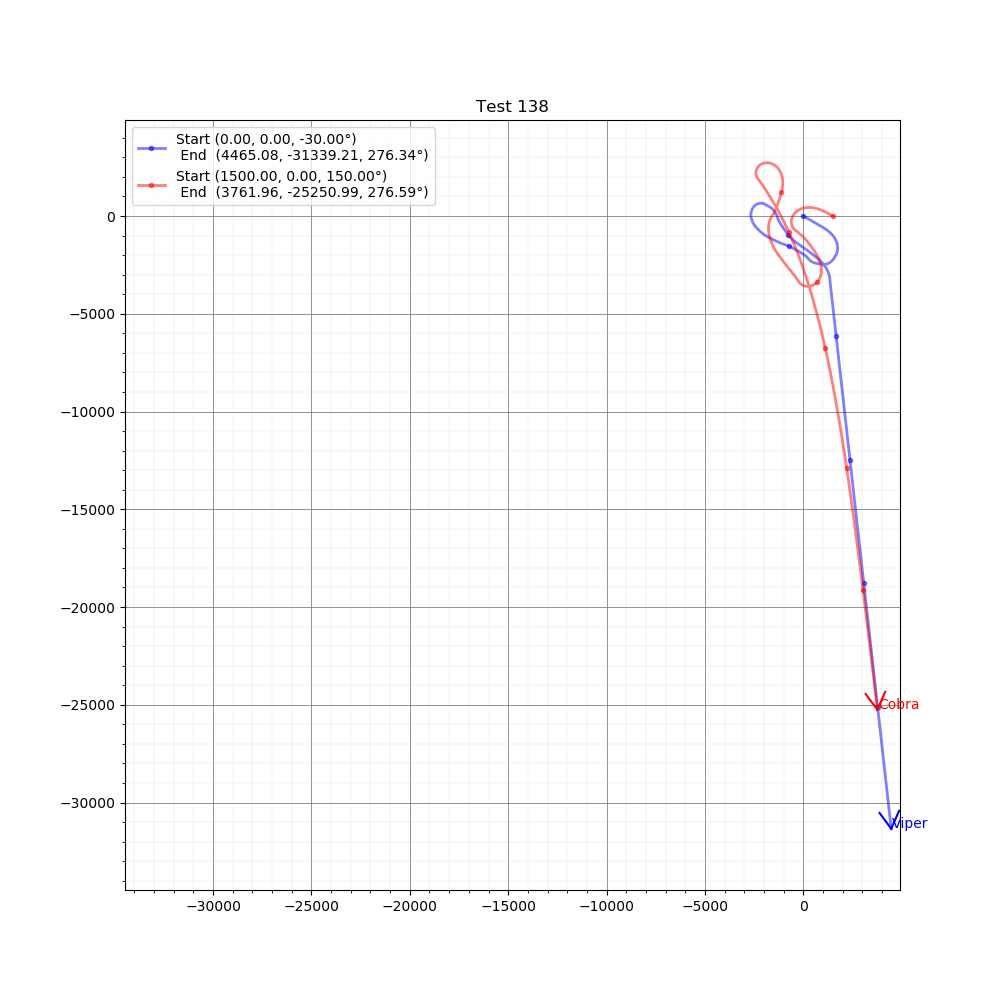 Test 138
Start (0.00, 0.00, -30.00°)
End (4465.08, -31339.21, 276.34°)
Start (1500.00, 0.00, 150.00°)
End (3761.96, -25250.99, 276.59°)
0
−5000
−10000
−15000
−20000
−25000
−30000
Cobra
Viper
−30000 −25000 −20000 −15000 −10000 −5000 0